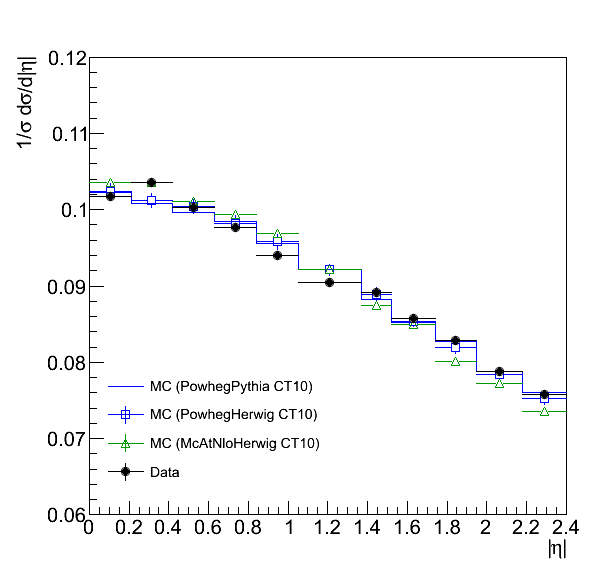 1/σ dσ/d|η|
0.12
0.11
0.1
0.09
0.08
0.07
0.06
MC (PowhegPythia CT10)
MC (PowhegHerwig CT10)
MC (McAtNloHerwig CT10)
Data
0 0.2 0.4 0.6 0.8 1 1.2 1.4 1.6 1.8 2 2.2 2.4
|η|